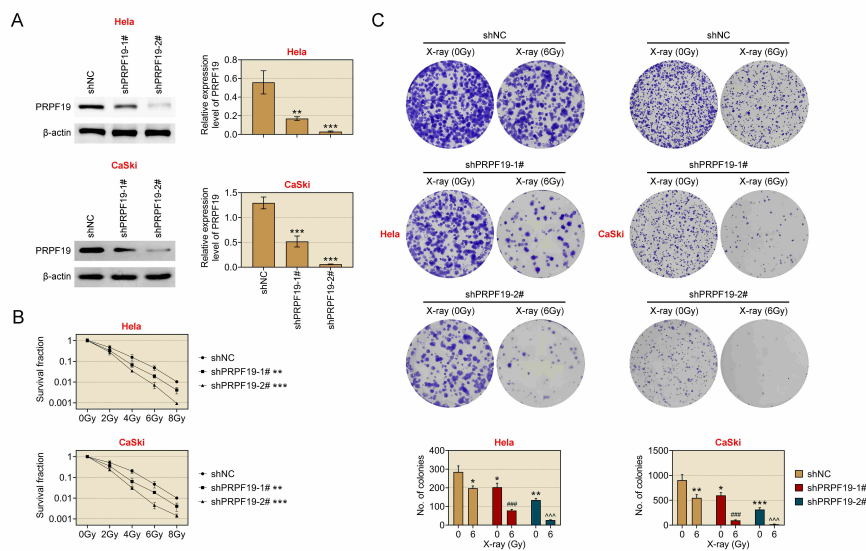 A
Hela
shNC
shPRPF19-1#
shPRPF19-2#
PRPF19
β-actin
Hela
Relative expression
level of PRPF19
0.8
0.6
0.4
0.2
0.0
**
***
CaSki
shNC
shPRPF19-1#
shPRPF19-2#
PRPF19
β-actin
CaSki
Relative expression
level of PRPF19
1.5
1.0
0.5
0.0
***
***
shNC
shPRPF19-1#
shPRPF19-2#
B
Hela
Survival fraction
1
0.1
0.01
0.001
0Gy 2Gy 4Gy 6Gy 8Gy
shNC
shPRPF19-1# **
shPRPF19-2# ***
CaSki
Survival fraction
1
0.1
0.01
0.001
0Gy 2Gy 4Gy 6Gy 8Gy
shNC
shPRPF19-1# **
shPRPF19-2# ***
C
shNC
X-ray (0Gy) X-ray (6Gy)
shNC
X-ray (0Gy) X-ray (6Gy)
shPRPF19-1#
X-ray (0Gy) X-ray (6Gy)
shPRPF19-1#
X-ray (0Gy) X-ray (6Gy)
Hela
CaSki
shPRPF19-2#
X-ray (0Gy) X-ray (6Gy)
shPRPF19-2#
X-ray (0Gy) X-ray (6Gy)
Hela
No. of colonies
400
300
200
100
0
* * ### ** ^^^
0 6 0 6 0 6
X-ray (Gy)
CaSki
No. of colonies
1500
1000
500
0
** * ### *** ^^^
0 6 0 6 0 6
X-ray (Gy)
shNC
shPRPF19-1#
shPRPF19-2#